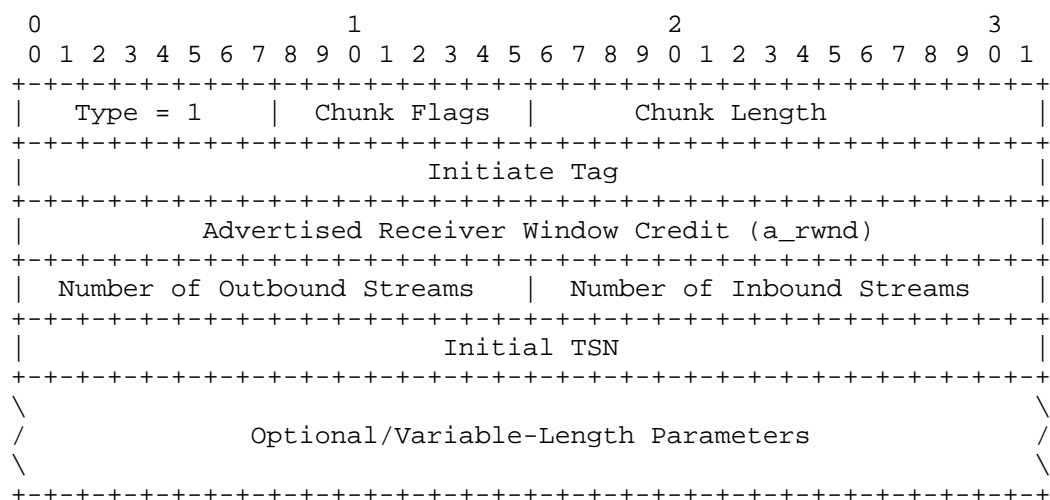 0                   1                   2                   3
 0 1 2 3 4 5 6 7 8 9 0 1 2 3 4 5 6 7 8 9 0 1 2 3 4 5 6 7 8 9 0 1
+-+-+-+-+-+-+-+-+-+-+-+-+-+-+-+-+-+-+-+-+-+-+-+-+-+-+-+-+-+-+-+-+
|   Type = 1    |  Chunk Flags  |      Chunk Length             |
+-+-+-+-+-+-+-+-+-+-+-+-+-+-+-+-+-+-+-+-+-+-+-+-+-+-+-+-+-+-+-+-+
|                         Initiate Tag                          |
+-+-+-+-+-+-+-+-+-+-+-+-+-+-+-+-+-+-+-+-+-+-+-+-+-+-+-+-+-+-+-+-+
|           Advertised Receiver Window Credit (a_rwnd)          |
+-+-+-+-+-+-+-+-+-+-+-+-+-+-+-+-+-+-+-+-+-+-+-+-+-+-+-+-+-+-+-+-+
|  Number of Outbound Streams   |  Number of Inbound Streams    |
+-+-+-+-+-+-+-+-+-+-+-+-+-+-+-+-+-+-+-+-+-+-+-+-+-+-+-+-+-+-+-+-+
|                          Initial TSN                          |
+-+-+-+-+-+-+-+-+-+-+-+-+-+-+-+-+-+-+-+-+-+-+-+-+-+-+-+-+-+-+-+-+
\                                                               \
/              Optional/Variable-Length Parameters              /
\                                                               \
+-+-+-+-+-+-+-+-+-+-+-+-+-+-+-+-+-+-+-+-+-+-+-+-+-+-+-+-+-+-+-+-+